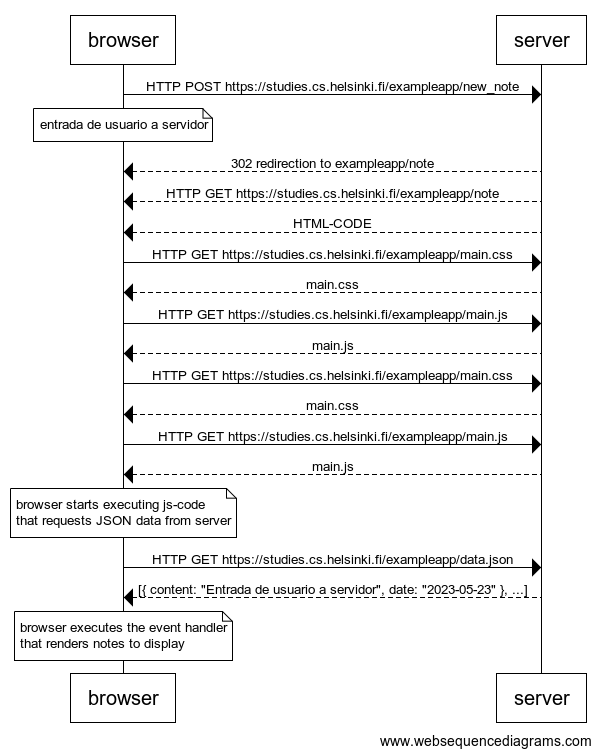 browser server
HTTP POST https://studies.cs.helsinki.fi/exampleapp/new_note
entrada de usuario a servidor
302 redirection to exampleapp/note
HTTP GET https://studies.cs.helsinki.fi/exampleapp/note
HTML-CODE
HTTP GET https://studies.cs.helsinki.fi/exampleapp/main.css
main.css
HTTP GET https://studies.cs.helsinki.fi/exampleapp/main.js
main.js
HTTP GET https://studies.cs.helsinki.fi/exampleapp/main.css
main.css
HTTP GET https://studies.cs.helsinki.fi/exampleapp/main.js
main.js
browser starts executing js-code
that requests JSON data from server
HTTP GET https://studies.cs.helsinki.fi/exampleapp/data.json
[{ content: "Entrada de usuario a servidor", date: "2023-05-23" }, ...]
browser executes the event handler
that renders notes to display
browser server
www.websequencediagrams.com